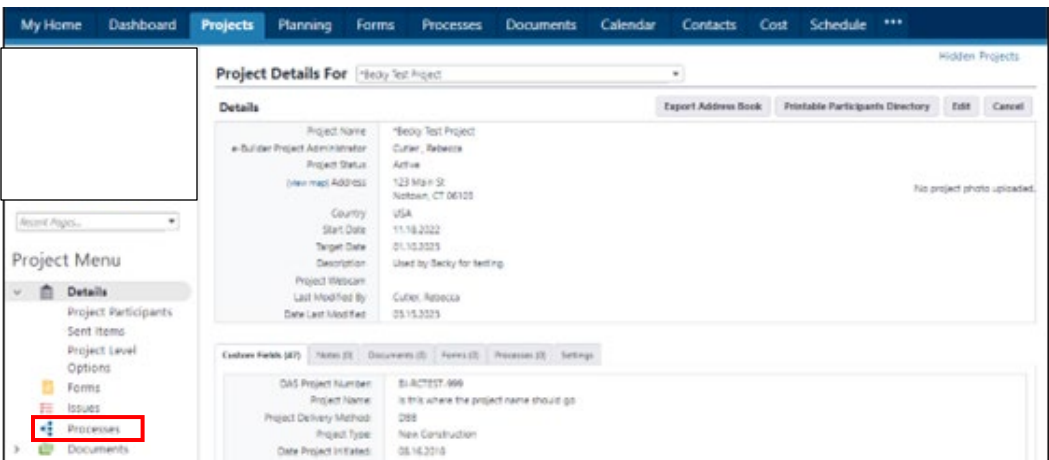 My Home Dashboard Projects Planning Forms Processes Documents Calendar Contacts Cost Schedule •••
Hidden Projects
Project Details For *Becky Test Project
Details Export Address Book Printable Participants Directory Edit Cancel
Project Name *Becky Test Project
e-Builder Project Administrator Cutler, Rebecca
Project Status Active
(view map) Address 123 Main St
Notown, CT 06103
No project photo uploaded.
Country USA
Start Date 11.18.2022
Target Date 01.10.2023
Description Used by Becky for testing.
Project Webcam
Last Modified By Cutler, Rebecca
Date Last Modified 05.15.2023
Recent Pages...
Project Menu
Details
Project Participants
Sent Items
Project Level
Options
Forms
Issues
Processes
Documents
Custom Fields (47) Notes (0) Documents (0) Forms (0) Processes (0) Settings
DAS Project Number: BI-RCTEST-999
Project Name: Is this where the project name should go
Project Delivery Method: DBB
Project Type: New Construction
Date Project Initiated: 08.16.2018